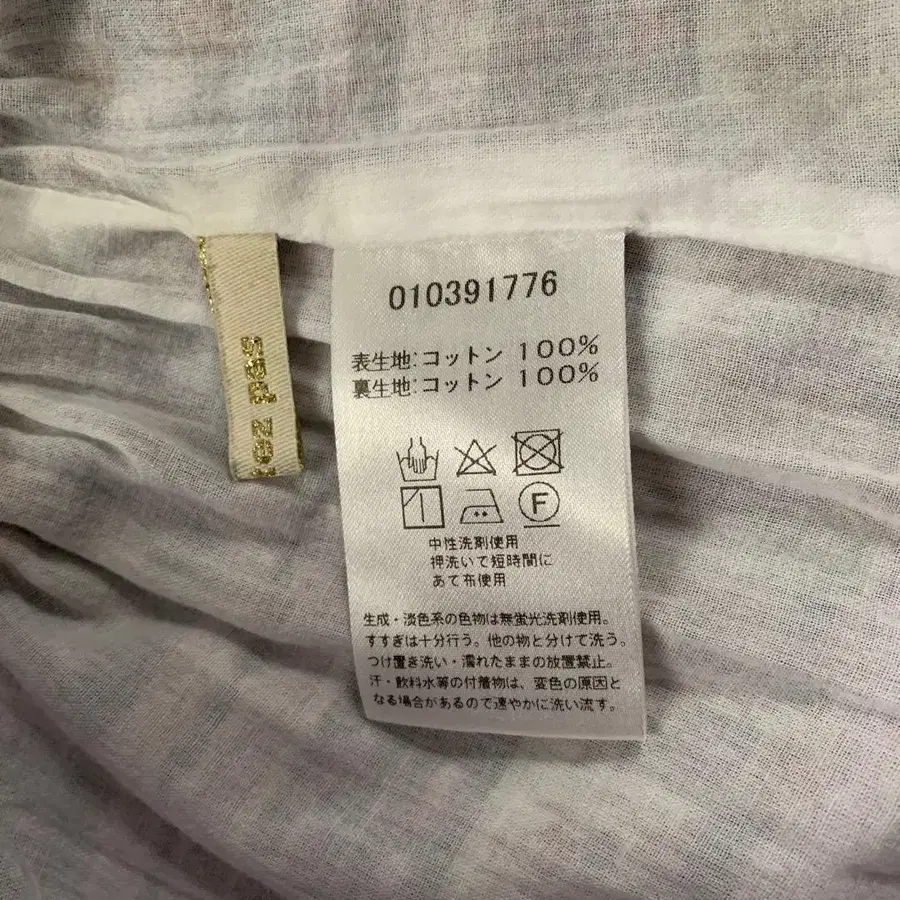 pas
010391776
表生地:コットン 100%
裏生地:コットン 100%
F
中性洗剤使用
押洗いで短時間に
あて布使用
生成・淡色系の色物は無蛍光洗剤使用。
すすぎは十分行う。他の物と分けて洗う。
つけ置き洗い・濡れたままの放置禁止。
汗・飲料水等の付着物は、変色の原因と
なる場合があるので速やかに洗い流す。